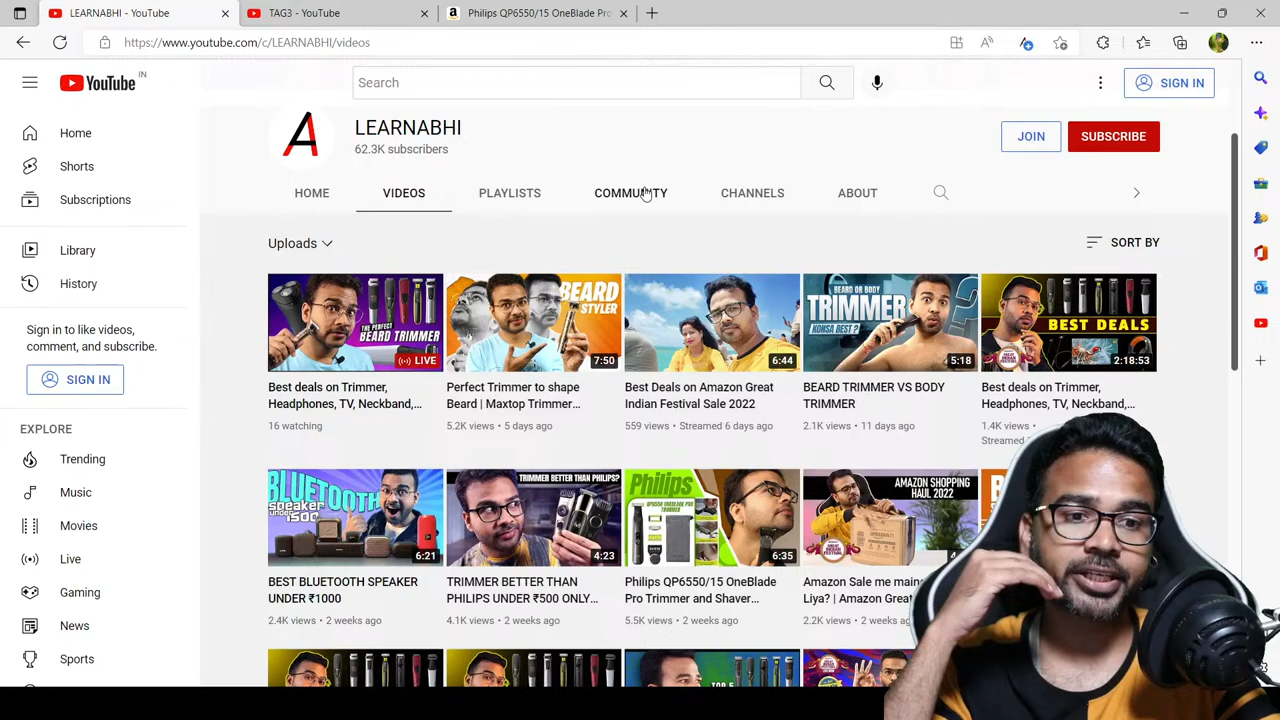 LEARNABHI - YouTube
TAG3 - YouTube
Philips QP6550/15 OneBlade Pro
https://www.youtube.com/c/LEARNABHI/videos
YouTube IN
Search
SIGN IN
Home
Shorts
Subscriptions
Library
History
Sign in to like videos,
comment, and subscribe.
SIGN IN
EXPLORE
Trending
Music
Movies
Live
Gaming
News
Sports
A
LEARNABHI
62.3K subscribers
JOIN
SUBSCRIBE
HOME
VIDEOS
PLAYLISTS
COMMUNITY
CHANNELS
ABOUT
Uploads
SORT BY
THE PERFECT
BEARD TRIMMER
LIVE
Best deals on Trimmer,
Headphones, TV, Neckband,...
16 watching
BEARD
STYLER
7:50
Perfect Trimmer to shape
Beard | Maxtop Trimmer...
5.2K views • 5 days ago
6:44
Best Deals on Amazon Great
Indian Festival Sale 2022
559 views • Streamed 6 days ago
BEARD OR BODY
TRIMMER
KONSA BEST ?
5:18
BEARD TRIMMER VS BODY
TRIMMER
2.1K views • 11 days ago
BEST DEALS
2:18:53
Best deals on Trimmer,
Headphones, TV, Neckband,...
1.4K views •
Streamed
BLUETOOTH
speaker
under 1500
6:21
BEST BLUETOOTH SPEAKER
UNDER ₹1000
2.4K views • 2 weeks ago
TRIMMER BETTER THAN PHILIPS?
4:23
TRIMMER BETTER THAN
PHILIPS UNDER ₹500 ONLY...
4.1K views • 2 weeks ago
Philips
QP6550 ONEBLADE PRO
TRIMMER
6:35
Philips QP6550/15 OneBlade
Pro Trimmer and Shaver...
5.5K views • 2 weeks ago
AMAZON SHOPPING
HAUL 2022
Amazon Sale me maine
Liya? | Amazon Great
2.2K views • 2 weeks
TOP 5